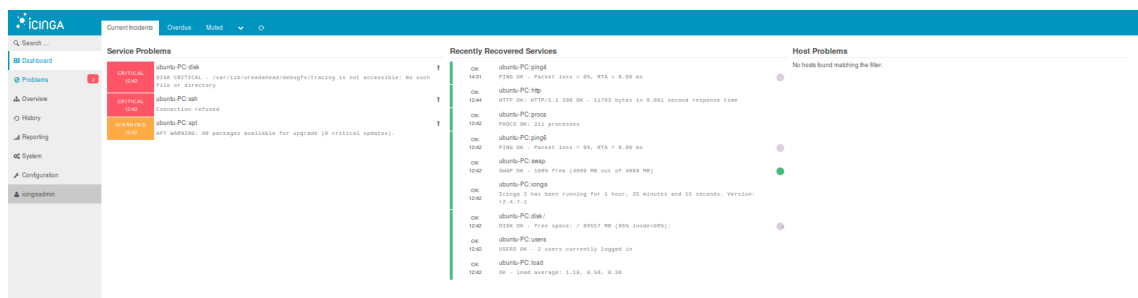 icinga
Current Incidents Overdue Muted
Search ...
Dashboard
Problems 2
Overview
History
Reporting
System
Configuration
icingaadmin
Service Problems
CRITICAL
12:42
ubuntu-PC: disk !
DISK CRITICAL - /var/lib/ureadahead/debugfs/tracing is not accessible: No such
file or directory
CRITICAL
12:42
ubuntu-PC: ssh !
Connection refused
WARNING
12:42
ubuntu-PC: apt !
APT WARNING: packages available for upgrade (0 critical updates).
Recently Recovered Services
OK
14:31
ubuntu-PC: ping4
PING OK - Packet loss = 0%, RTA = ms
OK
12:44
ubuntu-PC: http
HTTP OK: HTTP/1.1 200 OK - 11783 bytes in 0.001 second response time
OK
12:42
ubuntu-PC: procs
PROCS OK: 211 processes
OK
12:42
ubuntu-PC: ping6
PING OK - Packet loss = 0%, RTA = ms
OK
12:42
ubuntu-PC: swap
SWAP OK - 100% free ( MB out of MB)
OK
12:42
ubuntu-PC: icinga
Icinga 2 has been running for 1 hour, 35 minutes and 15 seconds. Version:
r2.4.7-1
OK
12:42
ubuntu-PC: disk /
DISK OK - free space: / MB (95% inode=98%):
OK
12:42
ubuntu-PC: users
USERS OK - 2 users currently logged in
OK
12:42
ubuntu-PC: load
OK - load average: 1.18, 0.58, 0.38
Host Problems
No hosts found matching the filter.